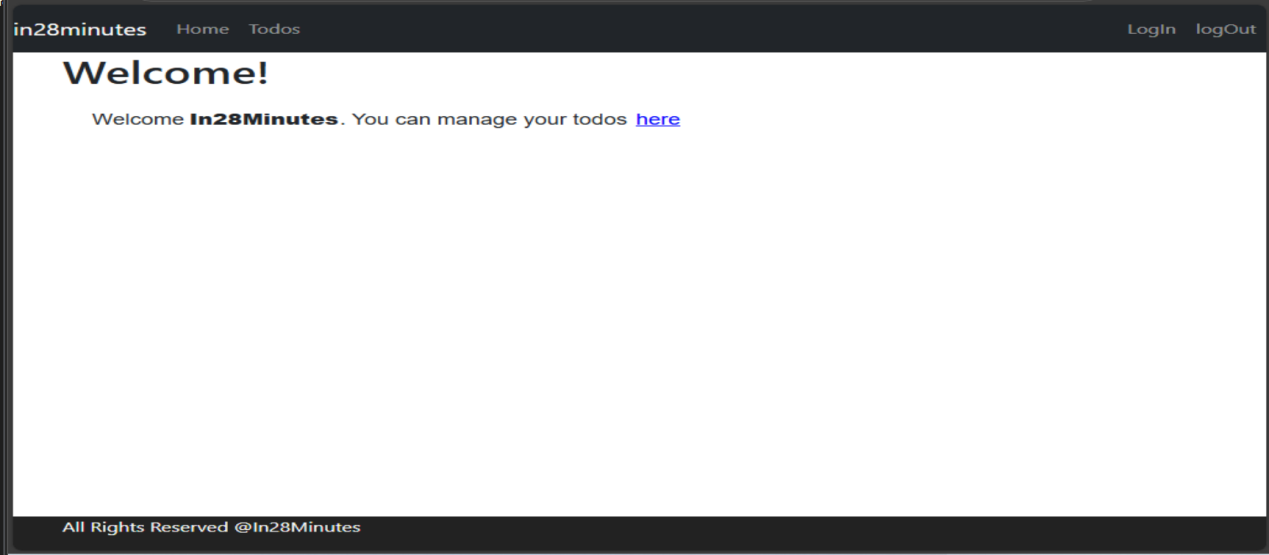 in28minutes Home Todos LogIn logOut
Welcome!
Welcome In28Minutes. You can manage your todos here
All Rights Reserved @In28Minutes